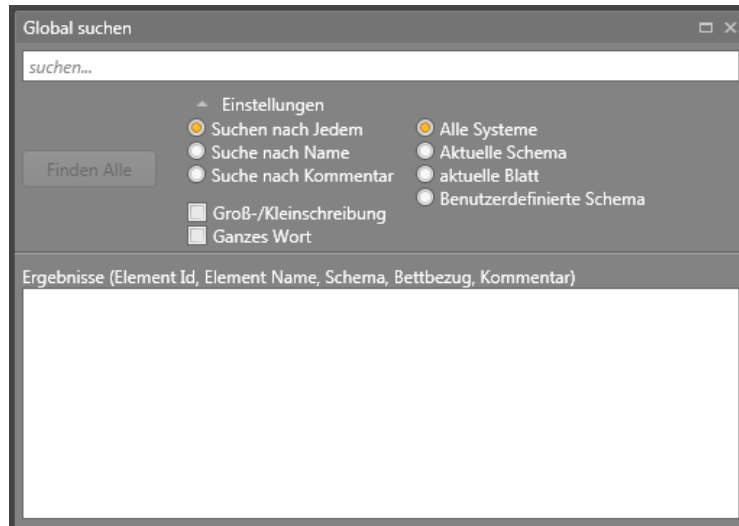 Global suchen
suchen...
Einstellungen
Suchen nach Jedem
Suche nach Name
Suche nach Kommentar
Groß-/Kleinschreibung
Ganzes Wort
Alle Systeme
Aktuelle Schema
aktuelle Blatt
Benutzerdefinierte Schema
Finden Alle
Ergebnisse (Element Id, Element Name, Schema, Bettbezug, Kommentar)